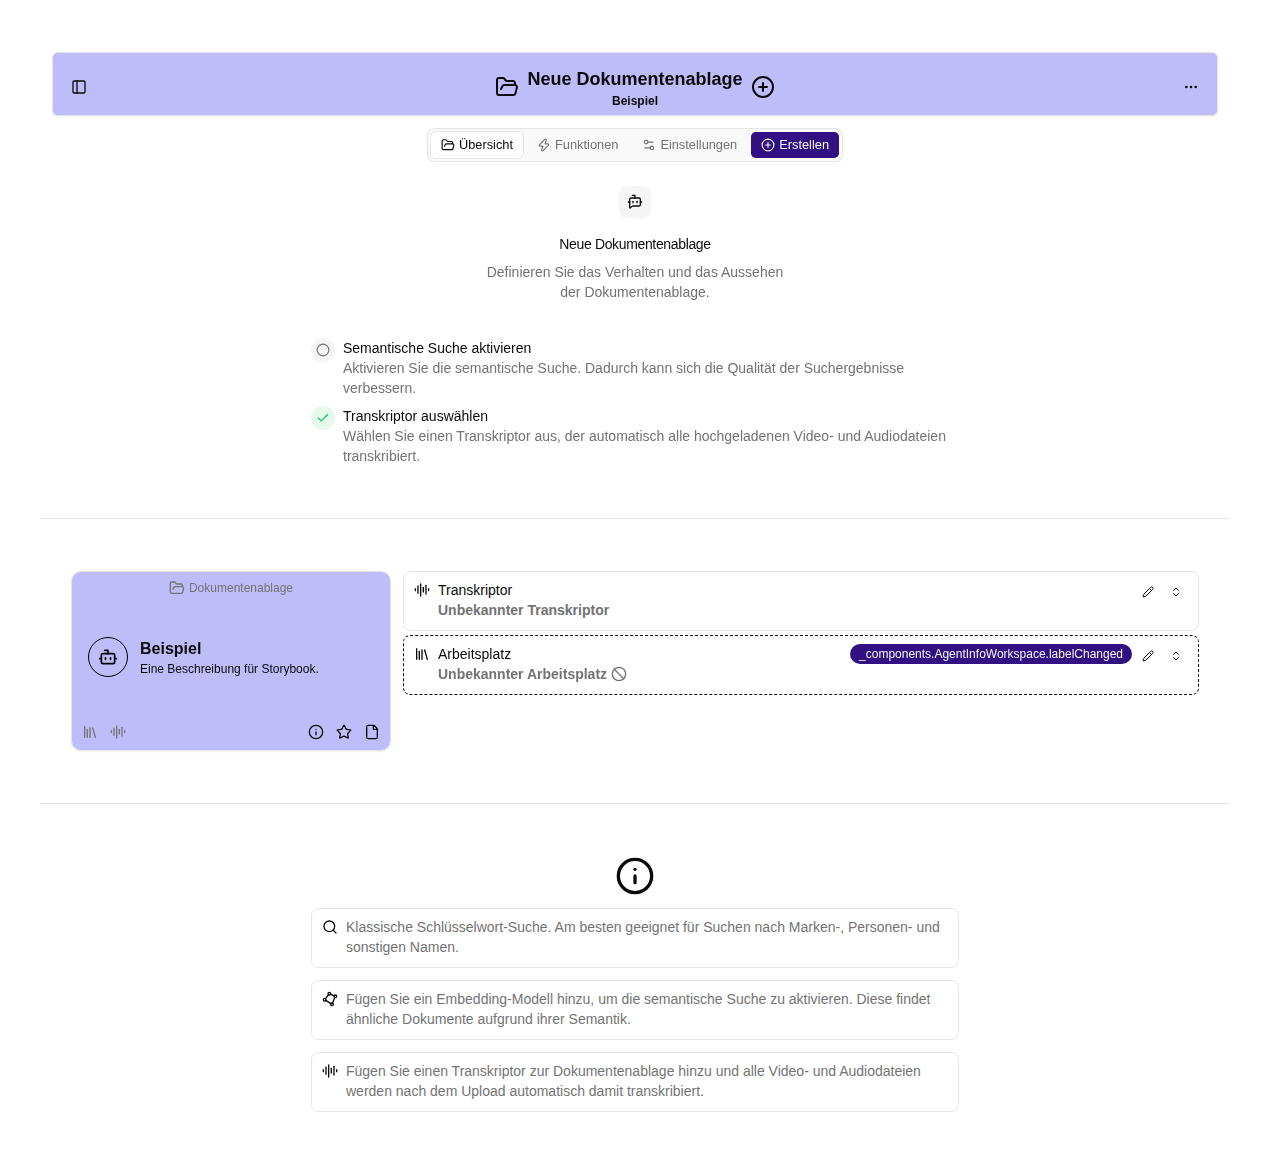 Neue Dokumentenablage
Beispiel
Übersicht
Funktionen
Einstellungen
Erstellen
Neue Dokumentenablage
Definieren Sie das Verhalten und das Aussehen
der Dokumentenablage.
Semantische Suche aktivieren
Aktivieren Sie die semantische Suche. Dadurch kann sich die Qualität der Suchergebnisse
verbessern.
Transkriptor auswählen
Wählen Sie einen Transkriptor aus, der automatisch alle hochgeladenen Video- und Audiodateien
transkribiert.
Dokumentenablage
Beispiel
Eine Beschreibung für Storybook.
Transkriptor
Unbekannter Transkriptor
Arbeitsplatz
_components.AgentInfoWorkspace.labelChanged
Unbekannter Arbeitsplatz
Klassische Schlüsselwort-Suche. Am besten geeignet für Suchen nach Marken-, Personen- und
sonstigen Namen.
Fügen Sie ein Embedding-Modell hinzu, um die semantische Suche zu aktivieren. Diese findet
ähnliche Dokumente aufgrund ihrer Semantik.
Fügen Sie einen Transkriptor zur Dokumentenablage hinzu und alle Video- und Audiodateien
werden nach dem Upload automatisch damit transkribiert.